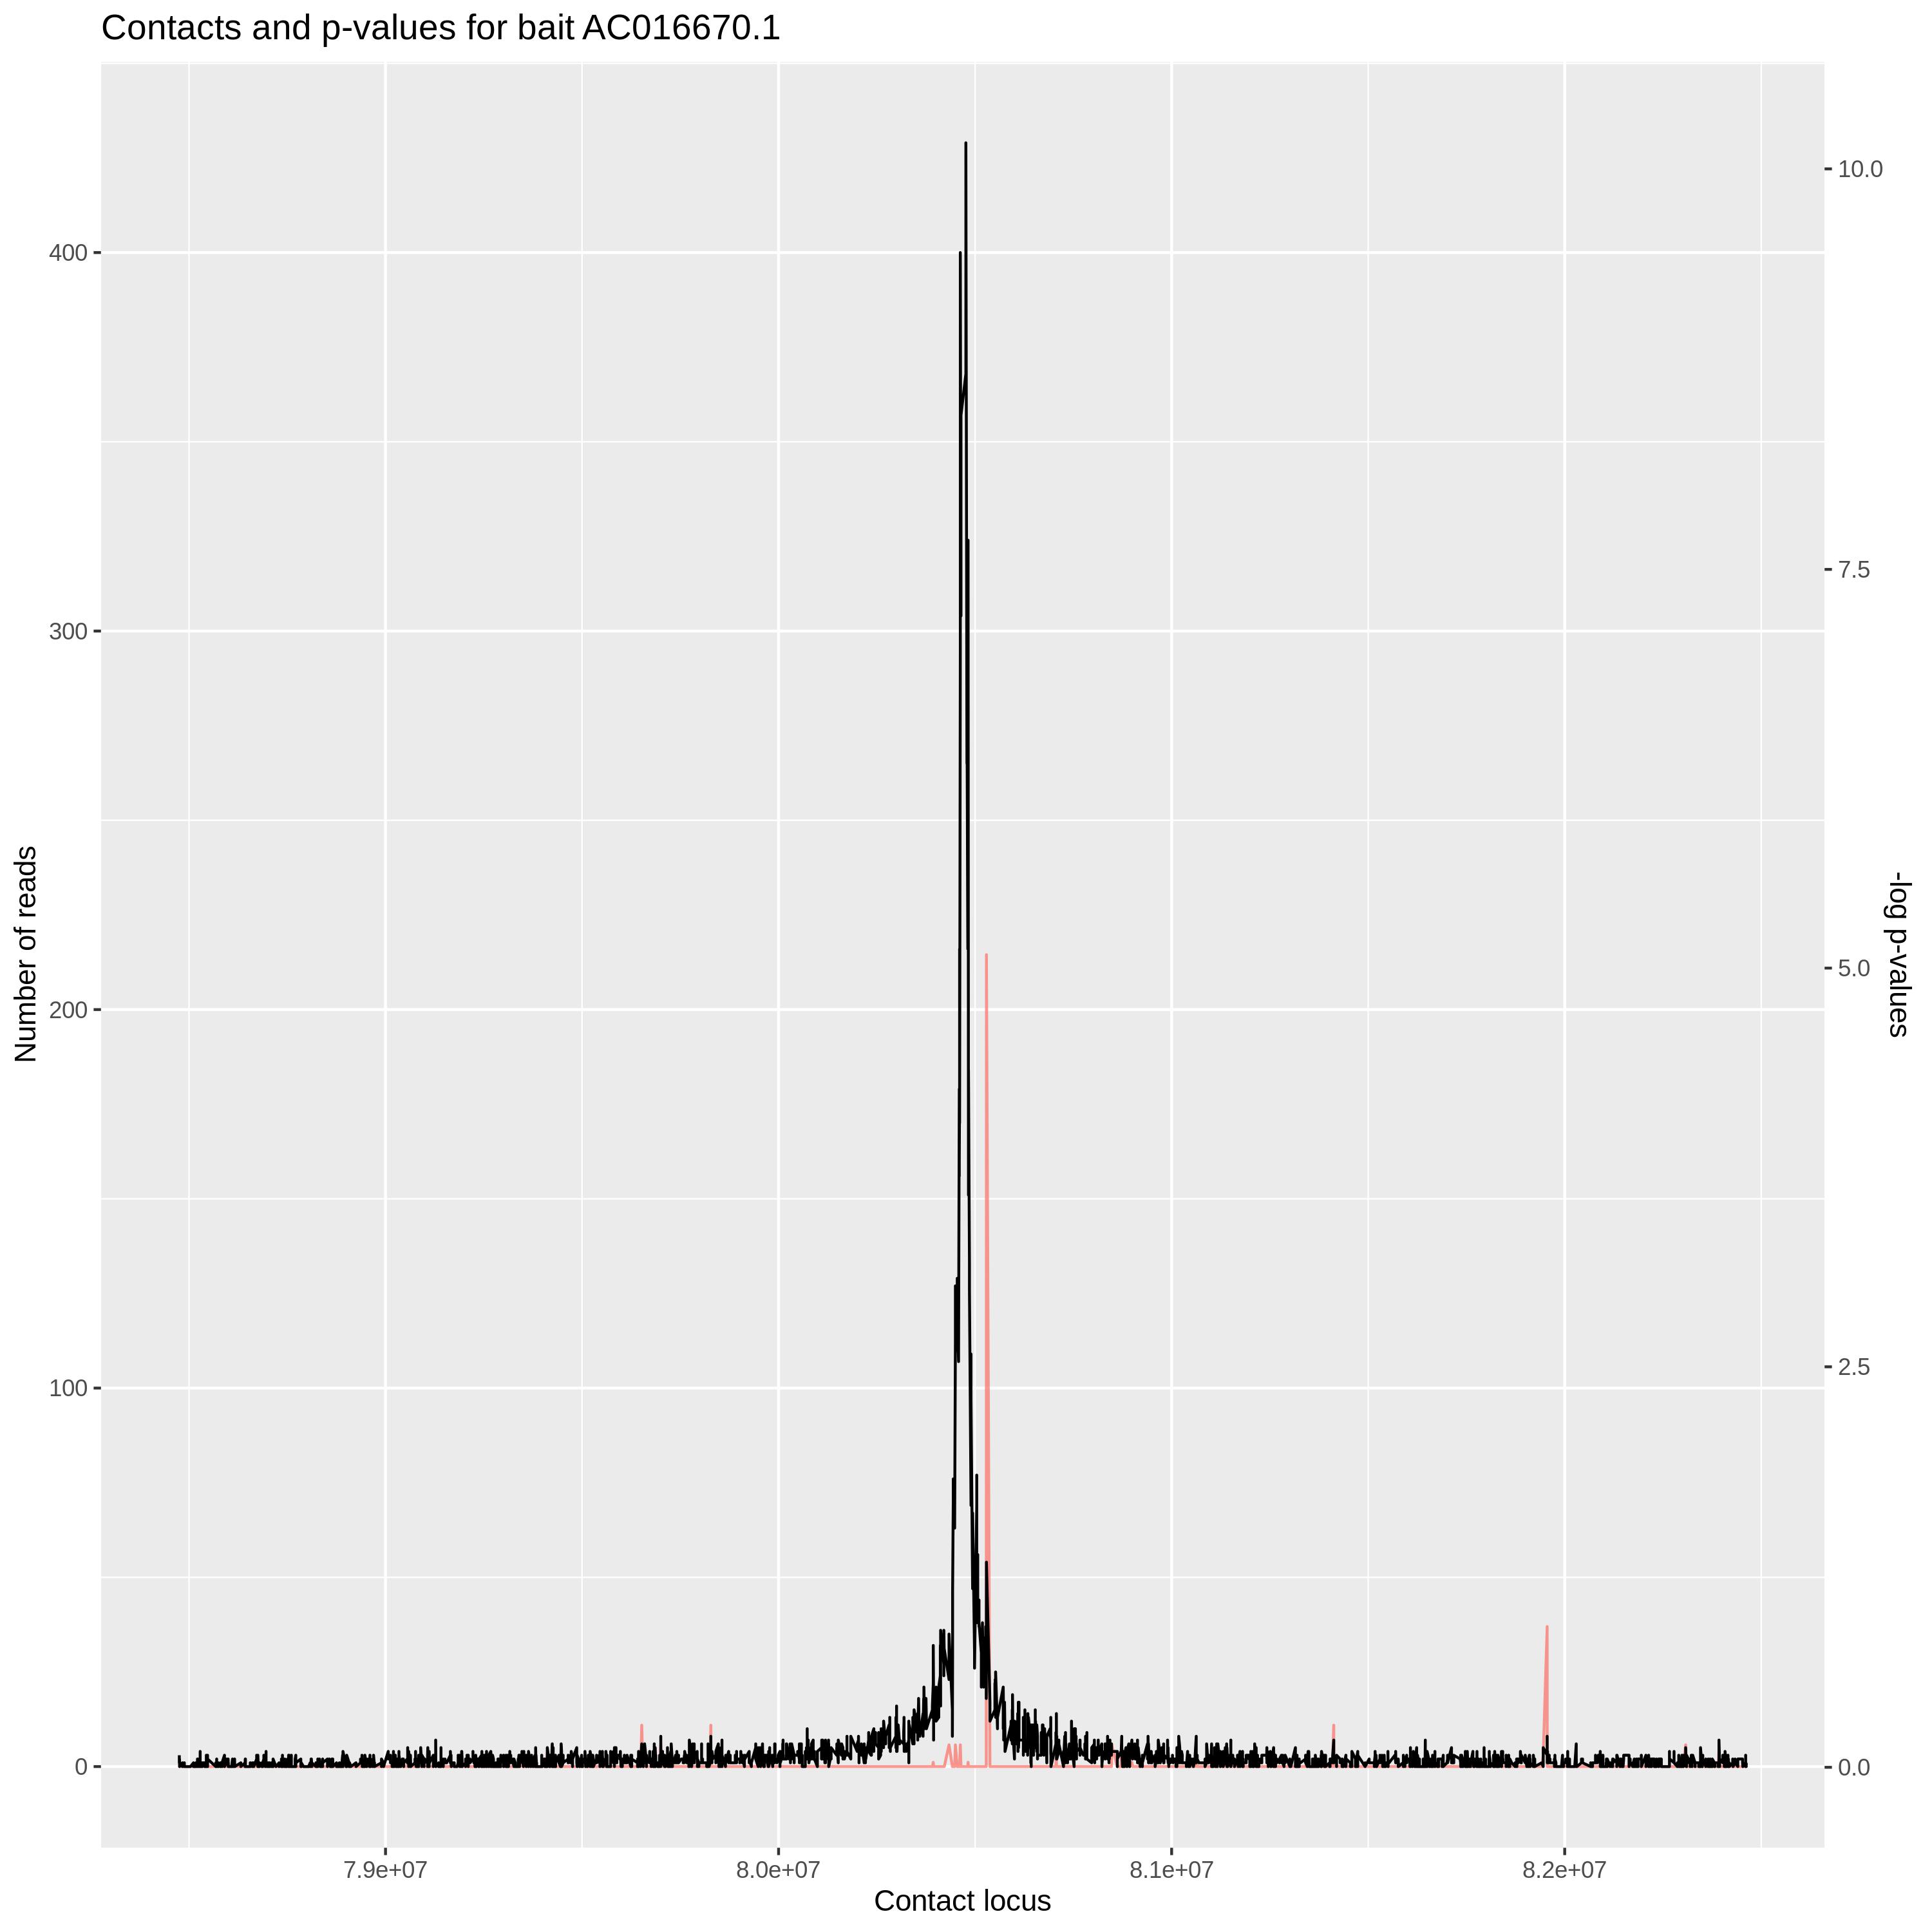 Contacts and p-values for bait AC016670.1
Number of reads
400
300
200
100
0
10.0
7.5
5.0
2.5
0.0
-log p-values
7.9e+07
8.0e+07
8.1e+07
8.2e+07
Contact locus